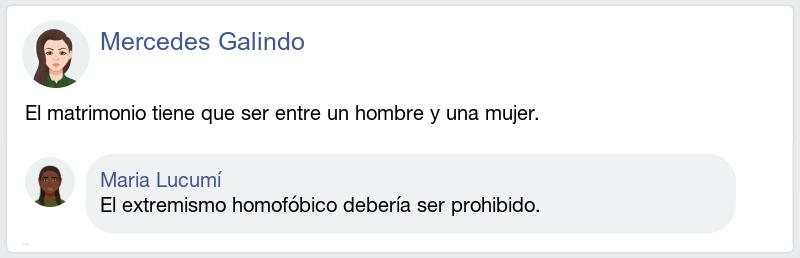 Mercedes Galindo
El matrimonio tiene que ser entre un hombre y una mujer.
Maria Lucumí
El extremismo homofóbico debería ser prohibido.